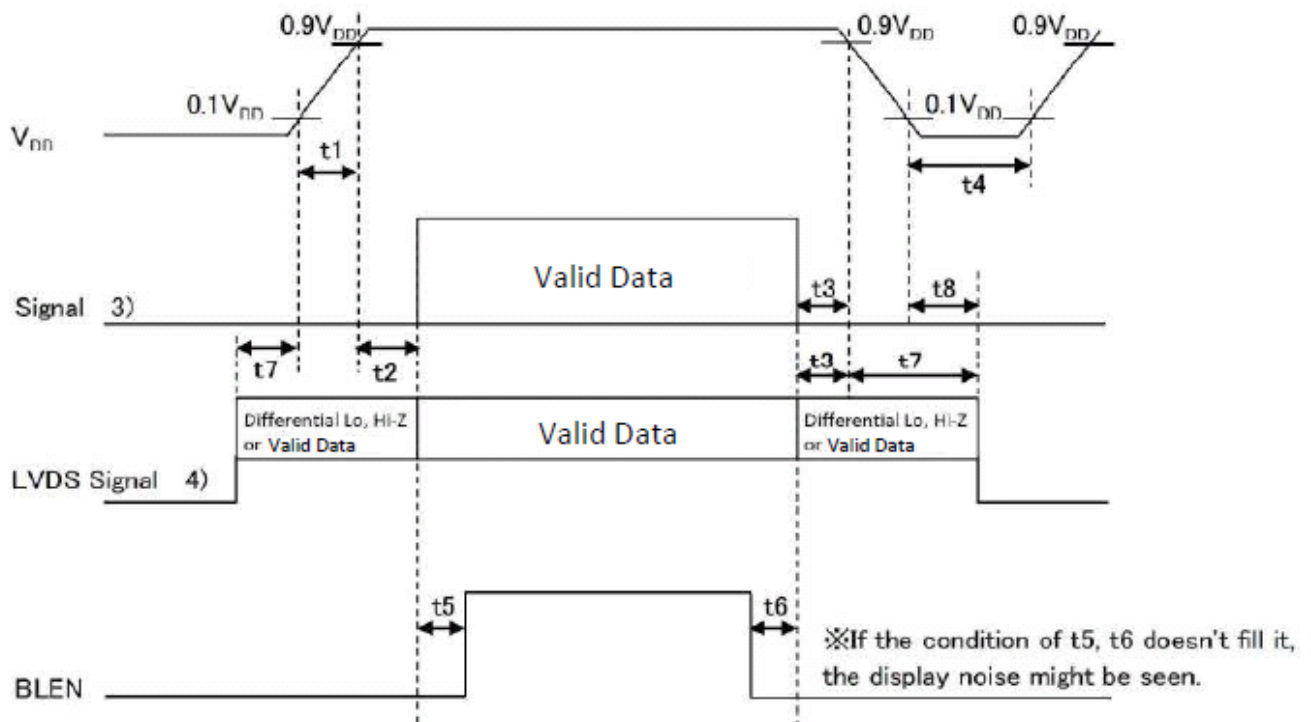 0.9VDD
0.9VDD
0.9VDD
0.1VDD
0.1VDD
VDD
t1
t4
Valid Data
Signal 3)
t3
t8
t7
t2
t3
t7
Differential Lo, Hi-Z
or Valid Data
Valid Data
Differential Lo, Hi-Z
or Valid Data
LVDS Signal 4)
t5
t6
※If the condition of t5, t6 doesn't fill it,
the display noise might be seen.
BLEN